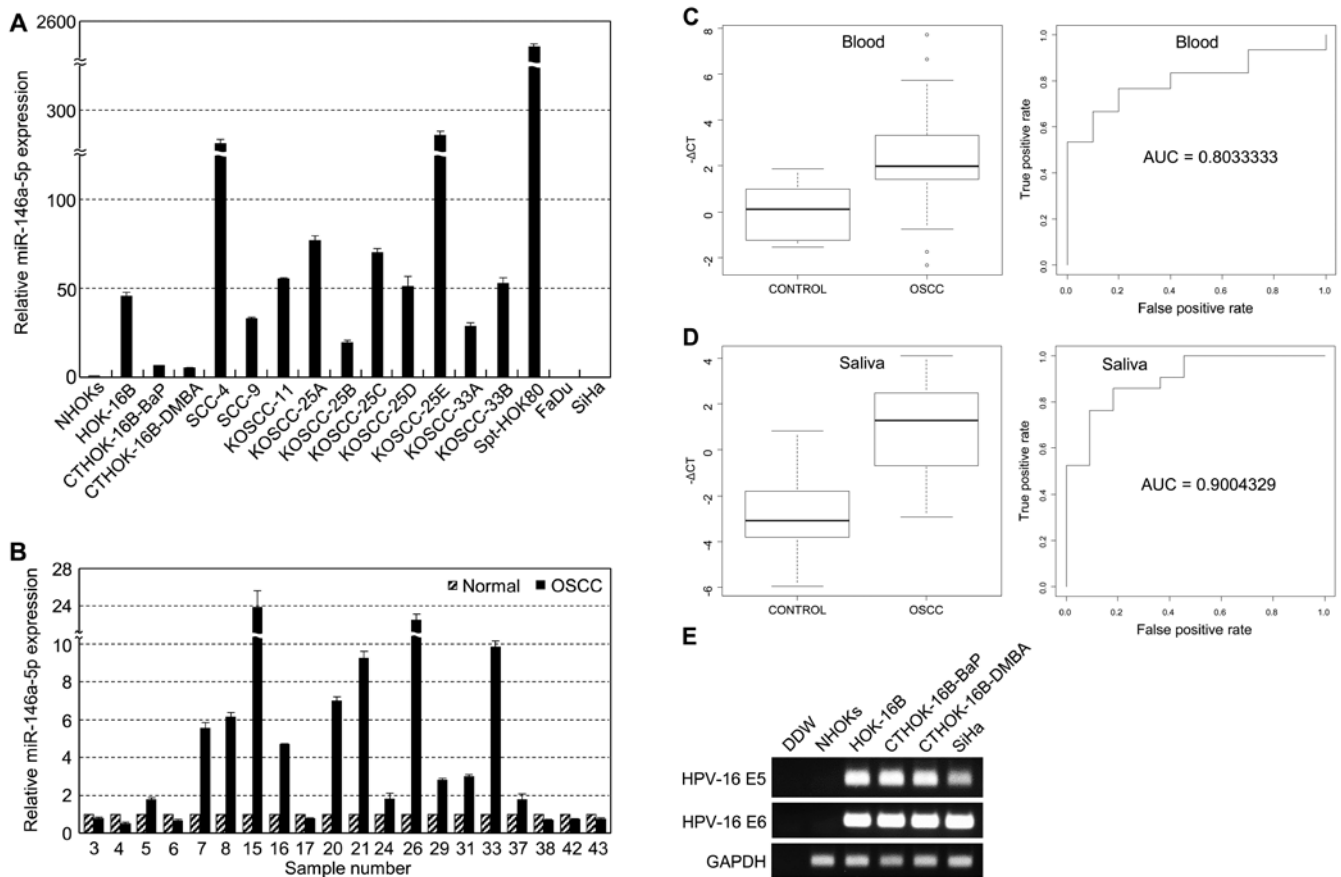 A
Relative miR-146a-5p expression
2600
300
100
50
0
NHOKs
HOK-16B
CTHOK-16B-BaP
CTHOK-16B-DMBA
SCC-4
SCC-9
KOSCC-11
KOSCC-25A
KOSCC-25B
KOSCC-25C
KOSCC-25D
KOSCC-25E
KOSCC-33A
KOSCC-33B
Spt-HOK80
FaDu
SiHa
B
Relative miR-146a-5p expression
28
24
10
8
6
4
2
0
Normal OSCC
3 4 5 6 7 8 15 16 17 20 21 24 26 29 31 33 37 38 42 43
Sample number
C
Blood
-ΔCT
8
6
4
2
0
-2
CONTROL OSCC
Blood
True positive rate
1.0
0.8
0.6
0.4
0.2
0.0
AUC = 0.8033333
0.0 0.2 0.4 0.6 0.8 1.0
False positive rate
D
Saliva
-ΔCT
4
2
0
-2
-4
-6
CONTROL OSCC
Saliva
True positive rate
1.0
0.8
0.6
0.4
0.2
0.0
AUC = 0.9004329
0.0 0.2 0.4 0.6 0.8 1.0
False positive rate
E
DDW
NHOKs
HOK-16B
CTHOK-16B-BaP
CTHOK-16B-DMBA
SiHa
HPV-16 E5
HPV-16 E6
GAPDH